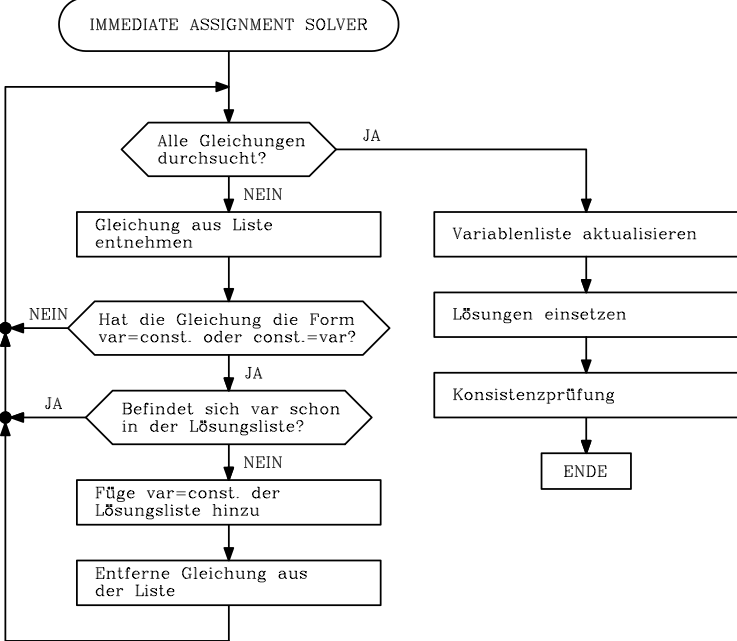 IMMEDIATE ASSIGNMENT SOLVER
Alle Gleichungen
durchsucht?
JA
NEIN
Gleichung aus Liste
entnehmen
Variablenliste aktualisieren
NEIN
Hat die Gleichung die Form
var=const. oder const.=var?
Lösungen einsetzen
JA
JA
Befindet sich var schon
in der Lösungsliste?
Konsistenzprüfung
NEIN
ENDE
Füge var=const. der
Lösungsliste hinzu
Entferne Gleichung aus
der Liste